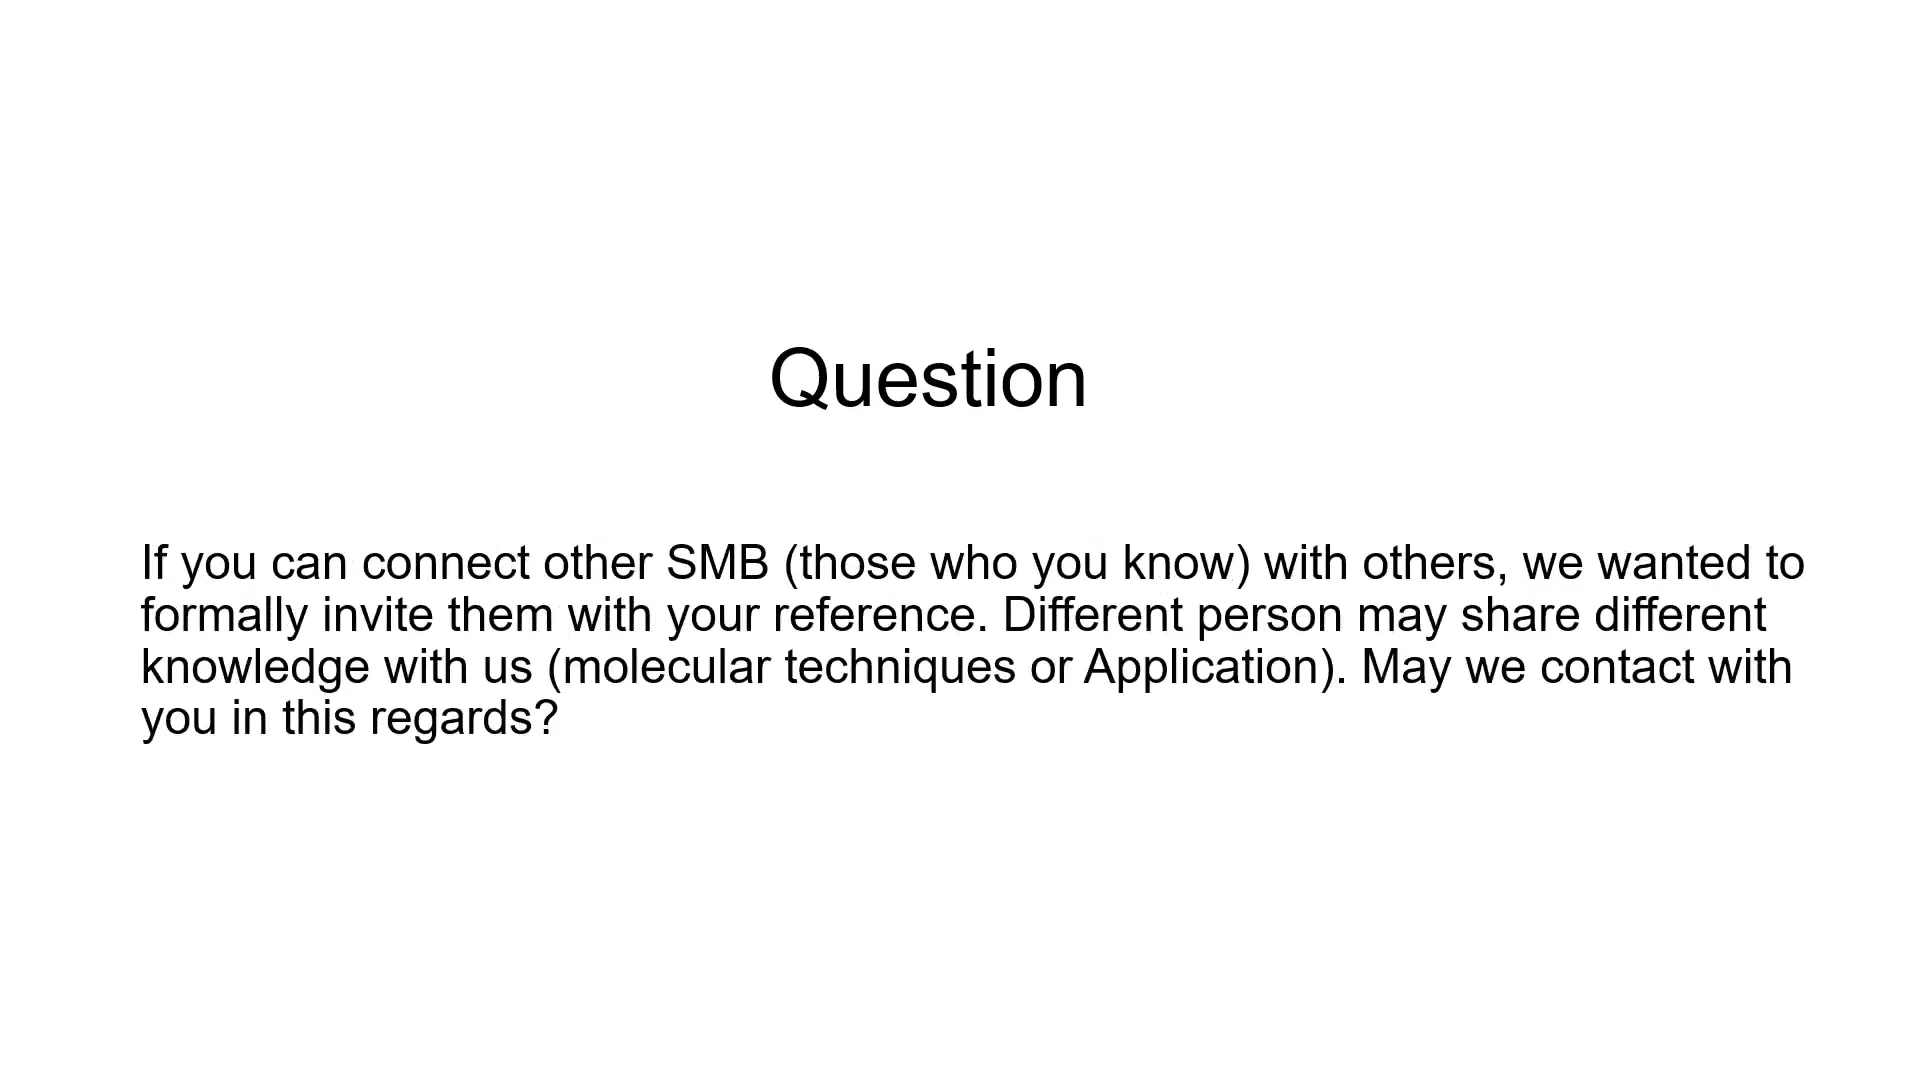 Question
If you can connect other SMB (those who you know) with others, we wanted to
formally invite them with your reference. Different person may share different
knowledge with us (molecular techniques or Application). May we contact with
you in this regards?